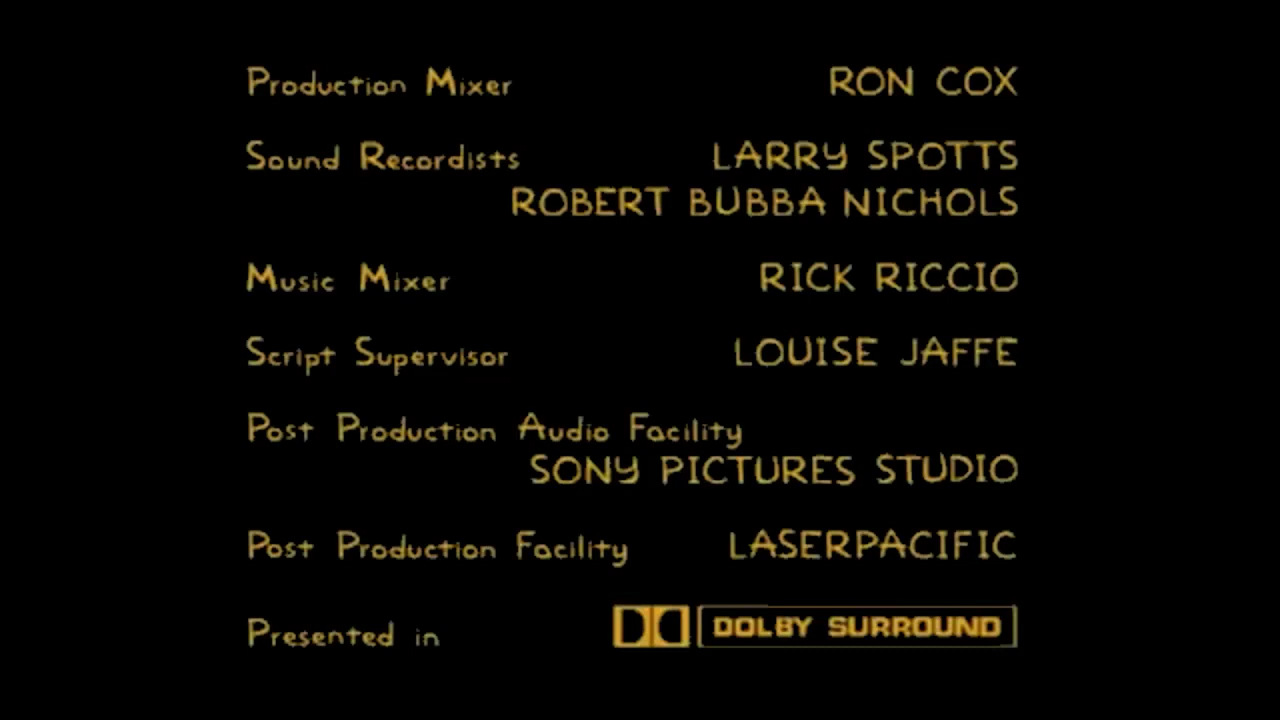 Production Mixer RON COX
Sound Recordists LARRY SPOTTS
ROBERT BUBBA NICHOLS
Music Mixer RICK RICCIO
Script Supervisor LOUISE JAFFE
Post Production Audio Facility
SONY PICTURES STUDIO
Post Production Facility LASERPACIFIC
Presented in DOLBY SURROUND